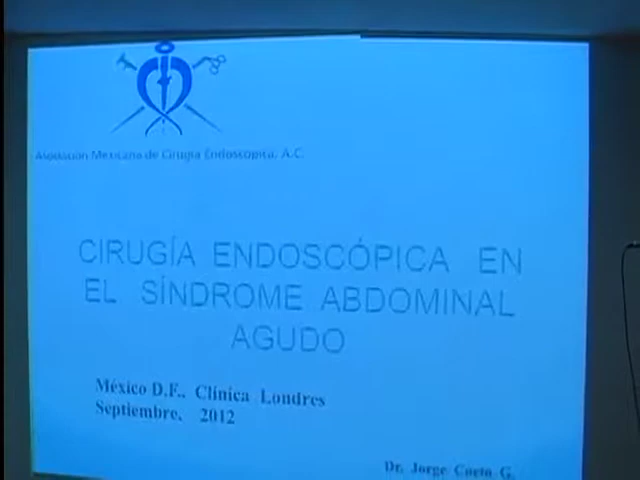 Asociación Mexicana de Cirugía Endoscópica, A.C.
CIRUGÍA ENDOSCÓPICA EN
EL SÍNDROME ABDOMINAL
AGUDO
México D.F., Clínica Londres
Septiembre, 2012
Dr. Jorge Cueto G.